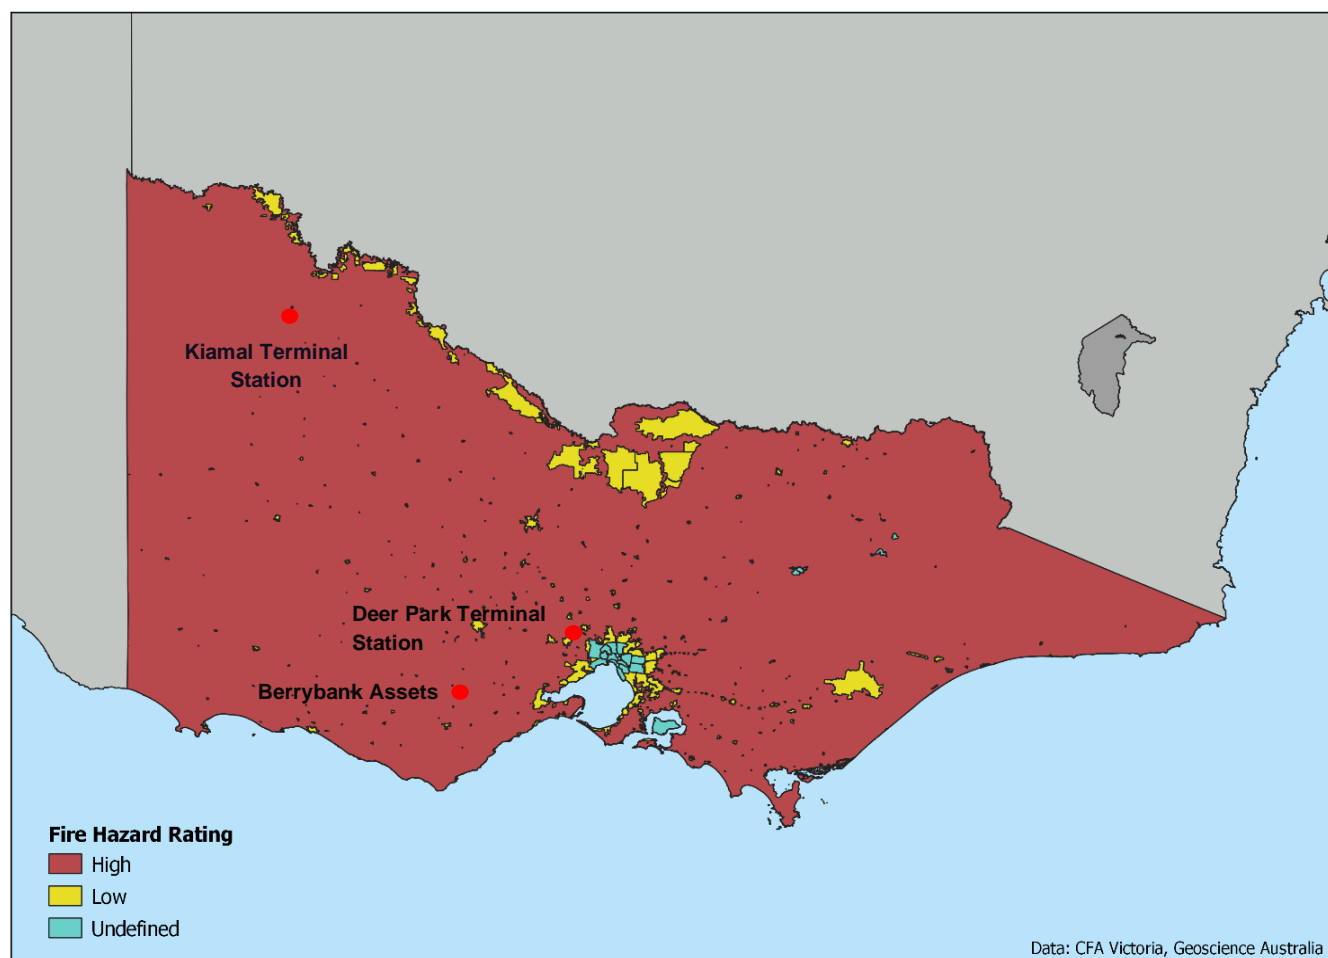 Kiamal Terminal
Station
Deer Park Terminal
Station
Berrybank Assets
Fire Hazard Rating
High
Low
Undefined
Data: CFA Victoria, Geoscience Australia